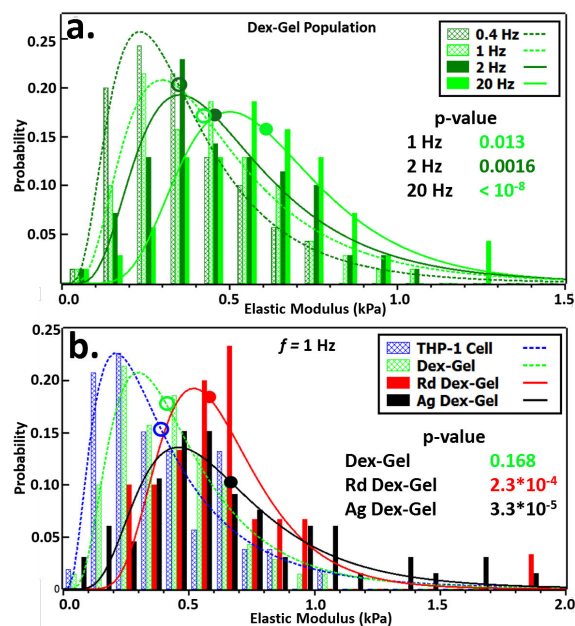 a.
Dex-Gel Population
0.4 Hz
1 Hz
2 Hz
20 Hz
p-value
1 Hz 0.013
2 Hz 0.0016
20 Hz < 10⁻⁸
Probability
0.25
0.20
0.15
0.10
0.05
0.0 0.5 1.0 1.5
Elastic Modulus (kPa)
b.
f = 1 Hz
THP-1 Cell
Dex-Gel
Rd Dex-Gel
Ag Dex-Gel
p-value
Dex-Gel 0.168
Rd Dex-Gel 2.3*10⁻⁴
Ag Dex-Gel 3.3*10⁻⁵
Probability
0.25
0.20
0.15
0.10
0.05
0
0.0 0.5 1.0 1.5 2.0
Elastic Modulus (kPa)